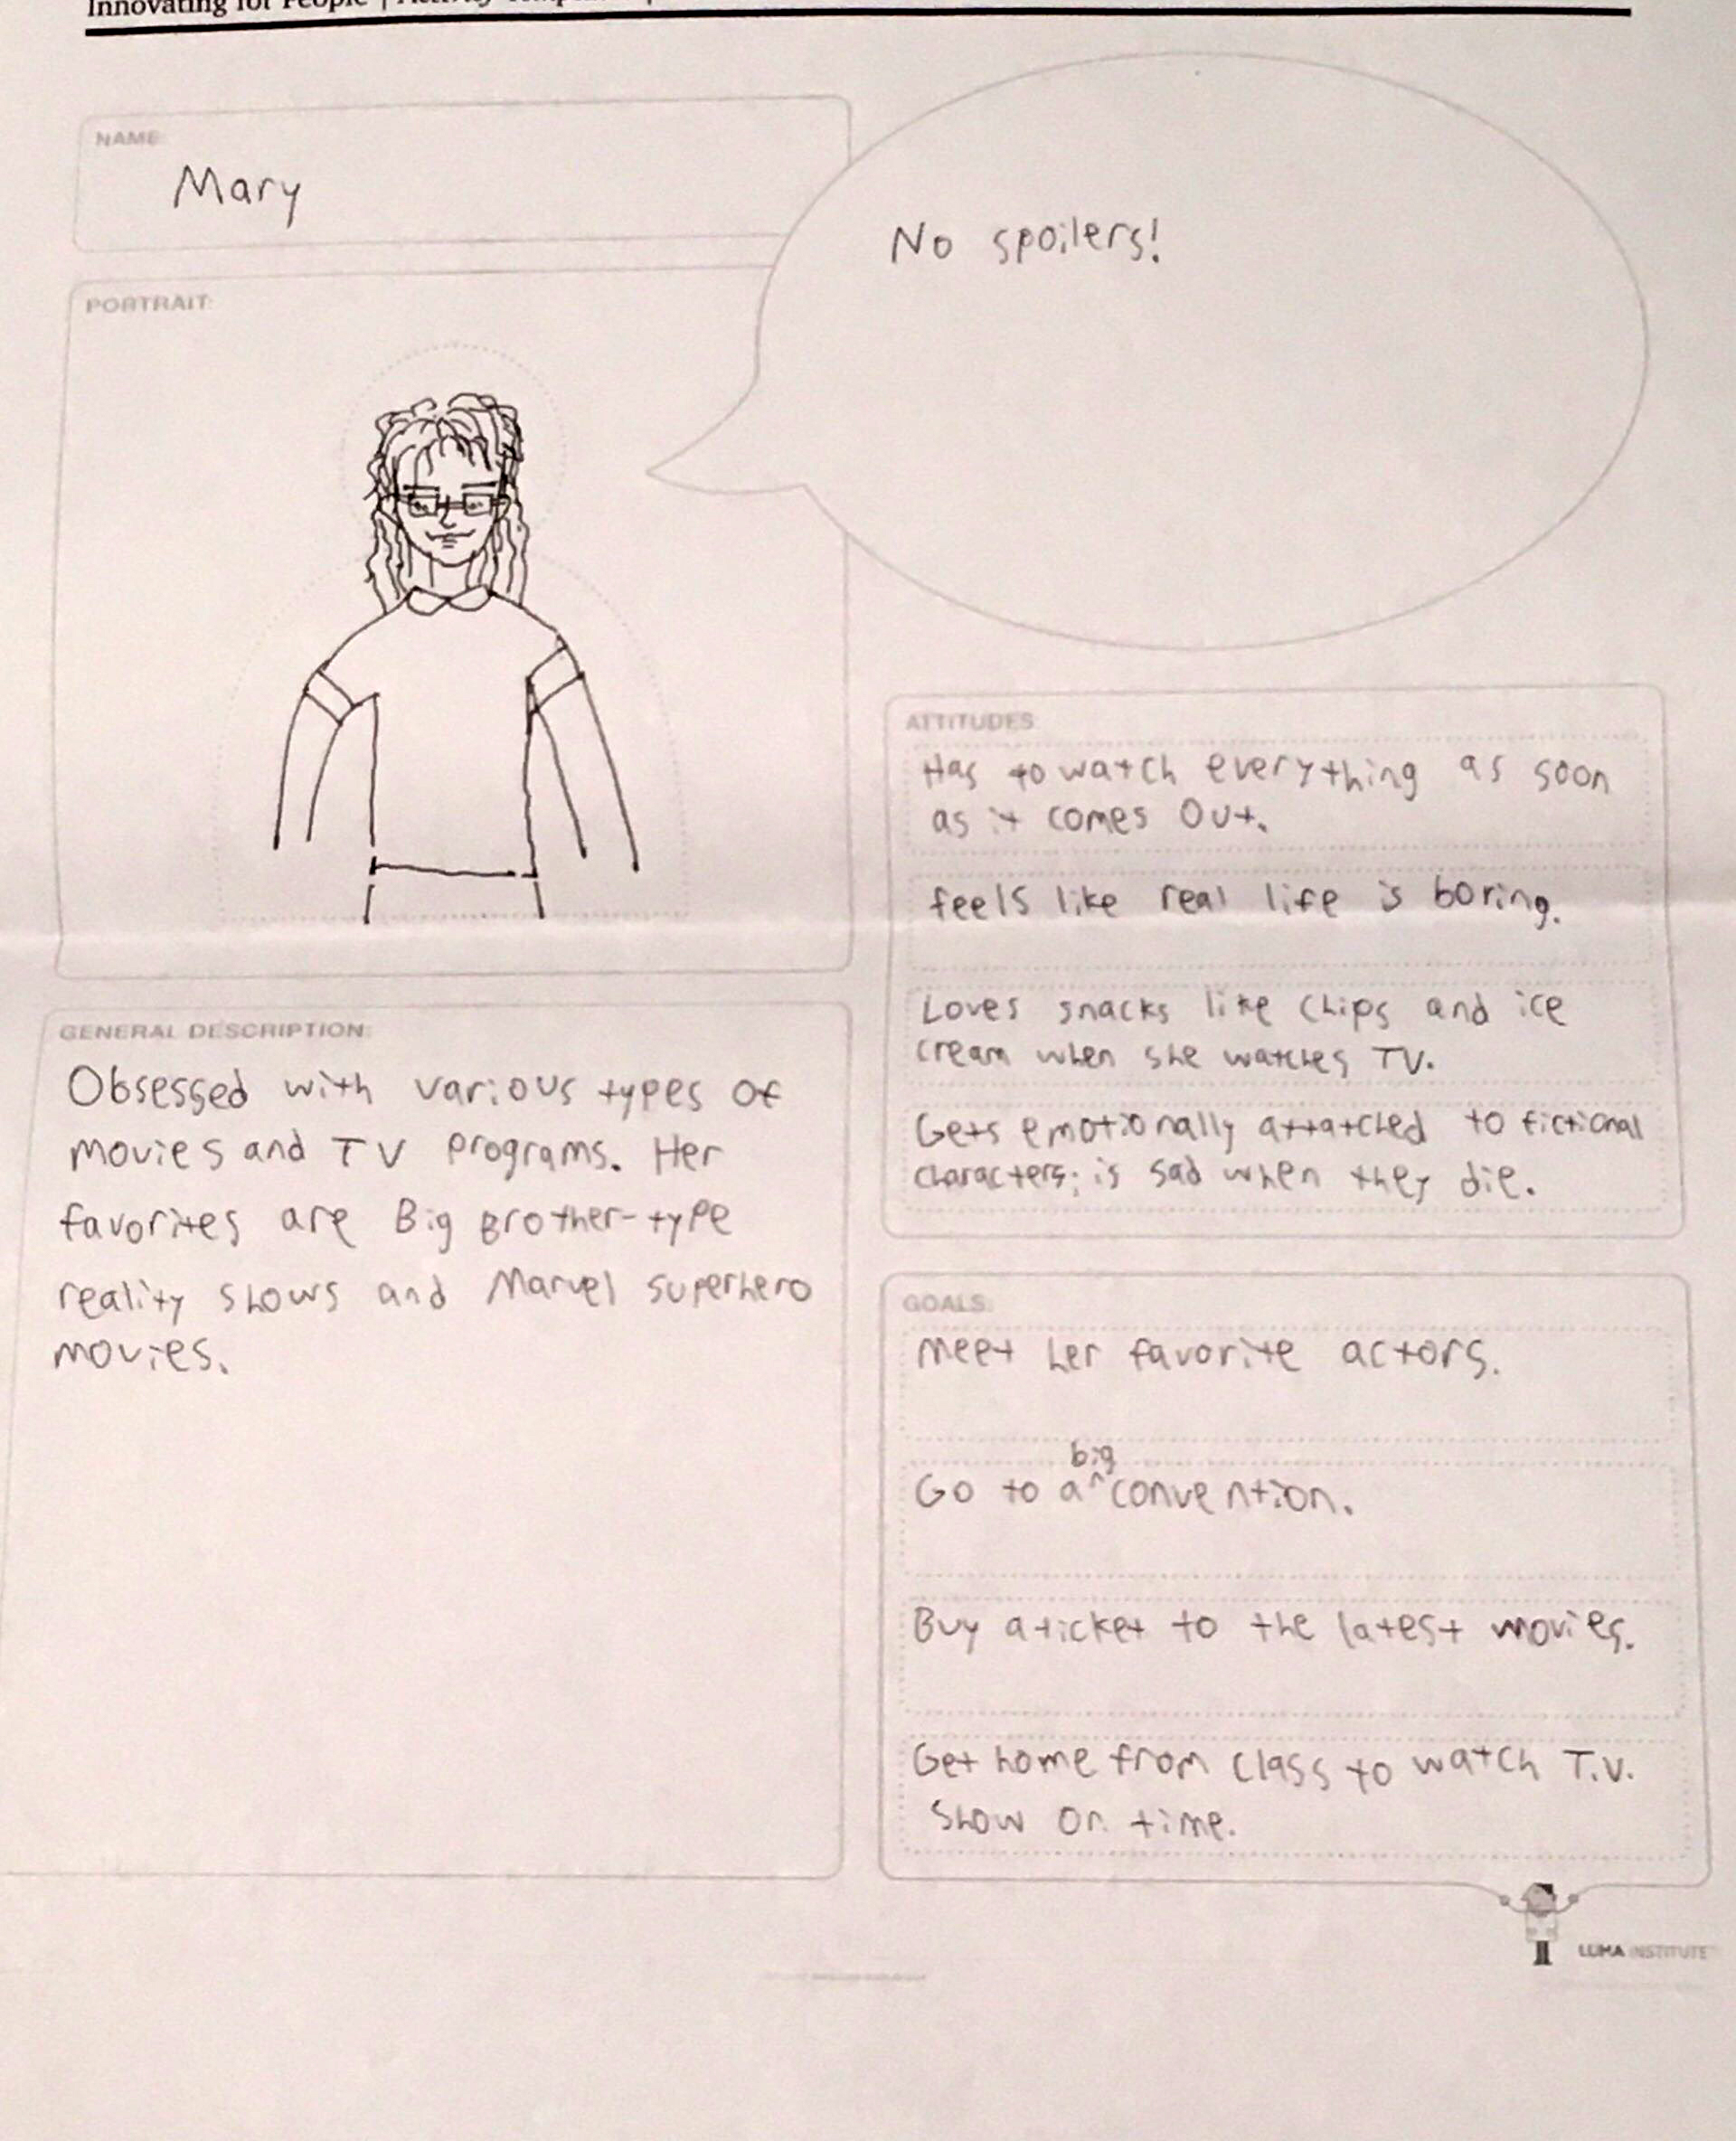 Innovating for People | Activity
NAME:
Mary
No spoilers!
PORTRAIT:
ATTITUDES
Has to watch everything as soon
as it comes Out.
feels like real life is boring.
Loves snacks like Chips and ice
cream when she watches TV.
Gets emotionally attatched to fictional
characters; is sad when they die.
GENERAL DESCRIPTION:
Obsessed with various types of
movies and TV programs. Her
favorites are Big Brother-type
reality shows and Marvel superhero
movies.
GOALS:
Meet her favorite actors.
big
Go to a ^ convention.
Buy a ticket to the latest movies.
Get home from class to watch T.V.
Show on time.
LUMA INSTITUTE